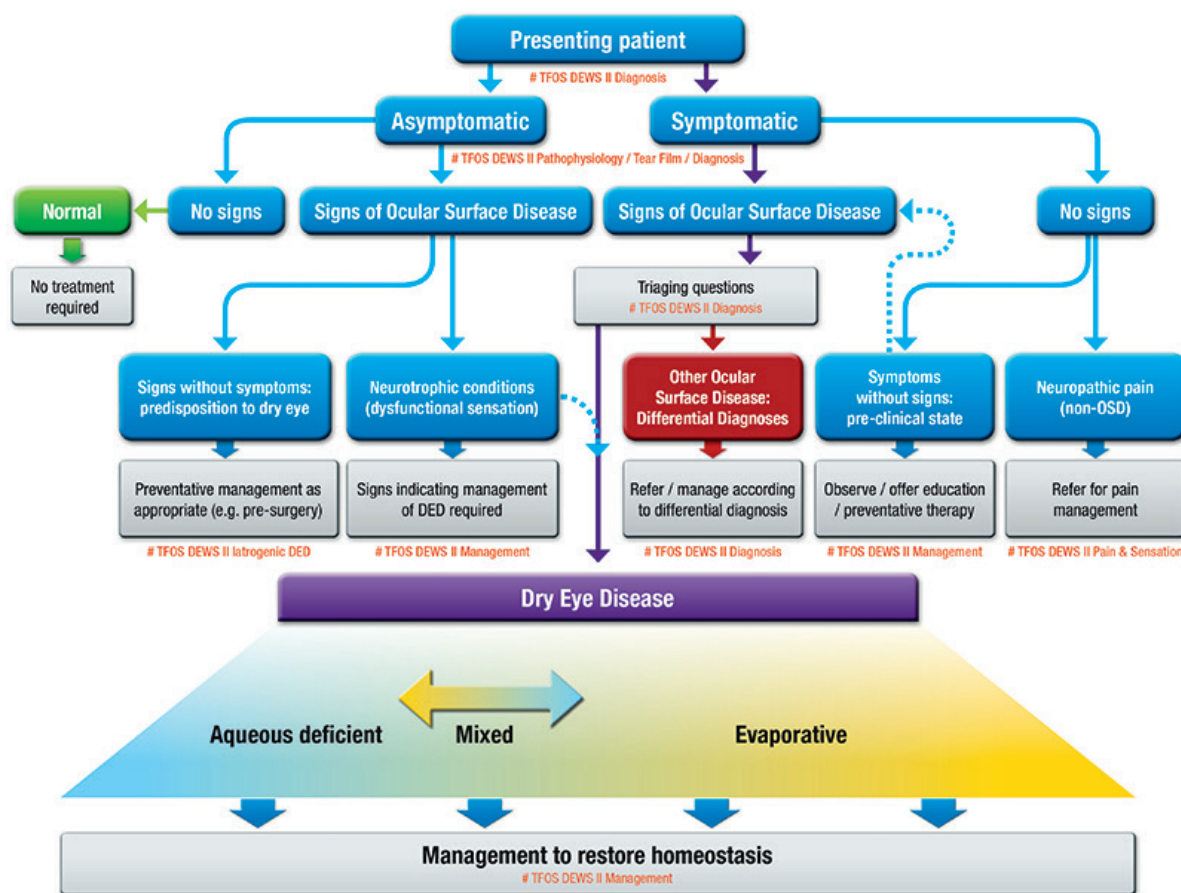 Presenting patient
# TFOS DEWS II Diagnosis
Asymptomatic
Symptomatic
# TFOS DEWS II Pathophysiology / Tear Film / Diagnosis
Normal
No signs
Signs of Ocular Surface Disease
Signs of Ocular Surface Disease
No signs
No treatment
required
Triaging questions
# TFOS DEWS II Diagnosis
Signs without symptoms:
predisposition to dry eye
Neurotrophic conditions
(dysfunctional sensation)
Other Ocular
Surface Disease:
Differential Diagnoses
Symptoms
without signs:
pre-clinical state
Neuropathic pain
(non-OSD)
Preventative management as
appropriate (e.g. pre-surgery)
# TFOS DEWS II Iatrogenic DED
Signs indicating management
of DED required
# TFOS DEWS II Management
Refer / manage according
to differential diagnosis
# TFOS DEWS II Diagnosis
Observe / offer education
/ preventative therapy
# TFOS DEWS II Management
Refer for pain
management
# TFOS DEWS II Pain & Sensation
Dry Eye Disease
Aqueous deficient
Mixed
Evaporative
Management to restore homeostasis
# TFOS DEWS II Management